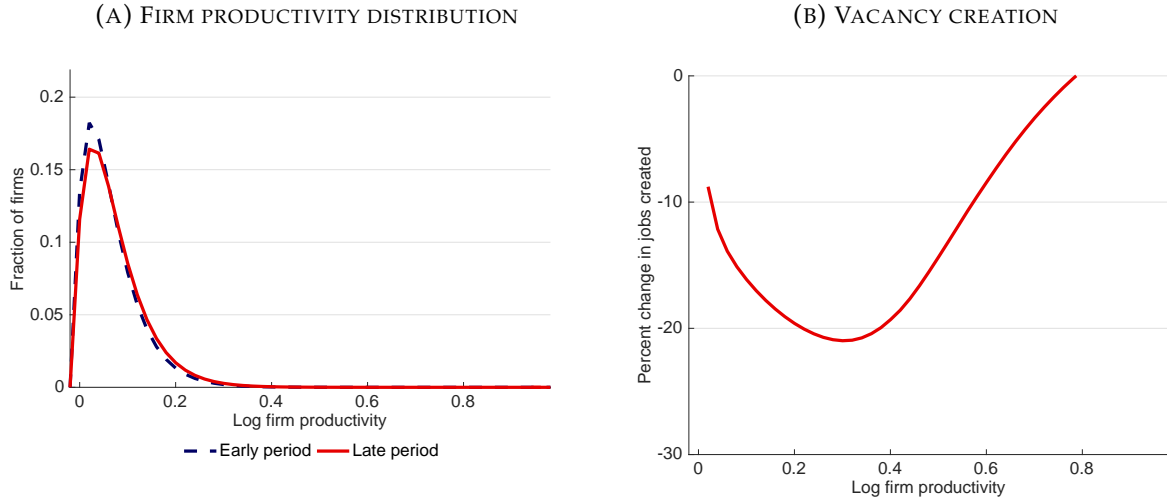 (A) FIRM PRODUCTIVITY DISTRIBUTION
0.2
0.15
0.1
0.05
0
Fraction of firms
0 0.2 0.4 0.6 0.8
Log firm productivity
Early period Late period
(B) VACANCY CREATION
0
-10
-20
-30
Percent change in jobs created
0 0.2 0.4 0.6 0.8
Log firm productivity